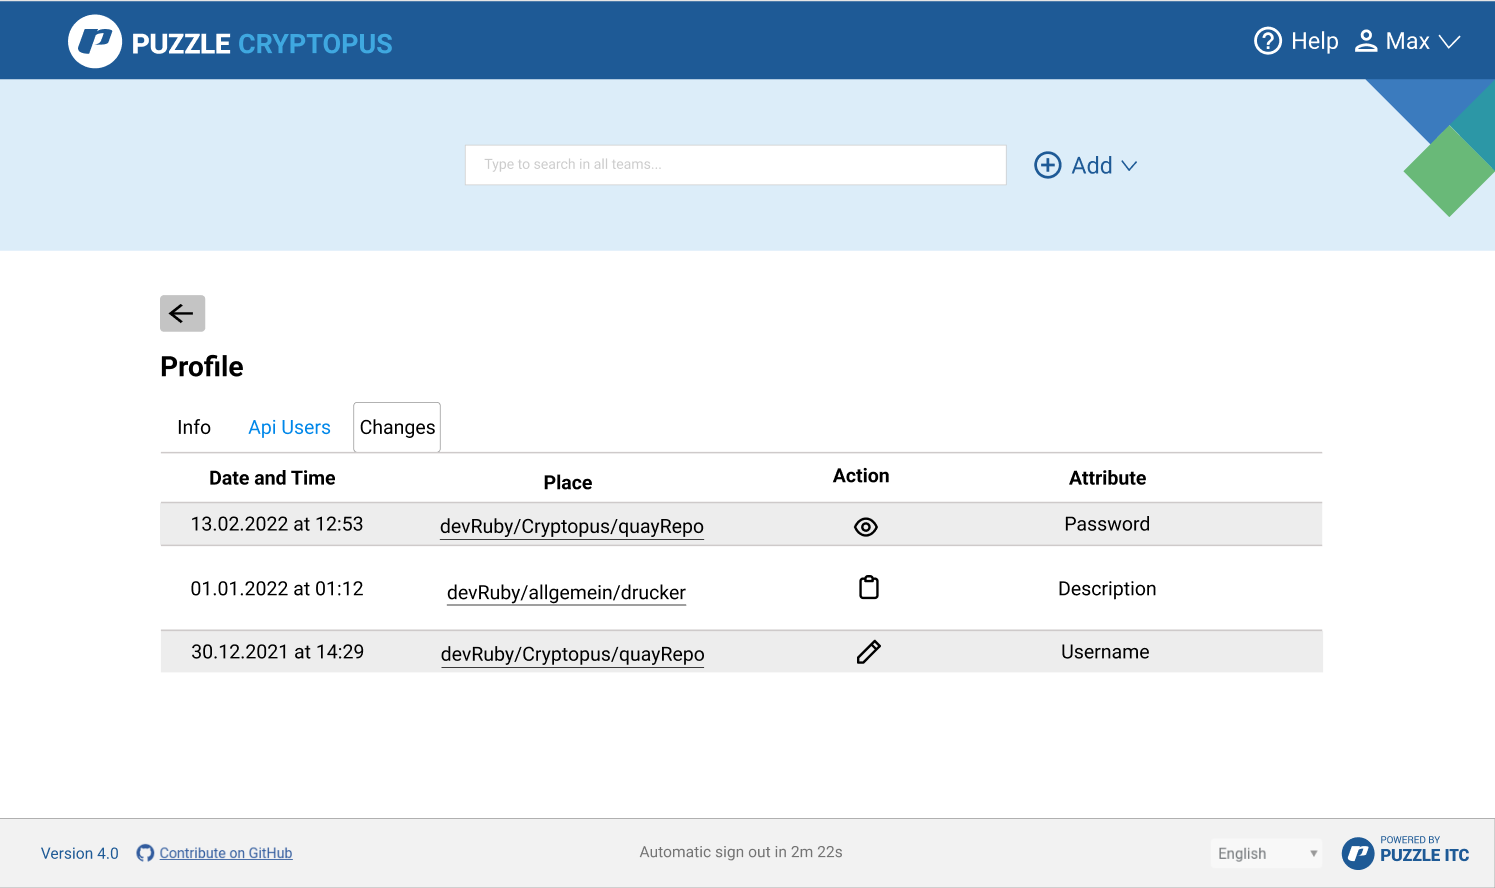 PUZZLE CRYPTOPUS
Help Max
Type to search in all teams...
Add
Profile
Info Api Users Changes
Date and Time Place Action Attribute
13.02.2022 at 12:53 devRuby/Cryptopus/quayRepo Password
01.01.2022 at 01:12 devRuby/allgemein/drucker Description
30.12.2021 at 14:29 devRuby/Cryptopus/quayRepo Username
Version 4.0 Contribute on GitHub Automatic sign out in 2m 22s English
POWERED BY
PUZZLE ITC